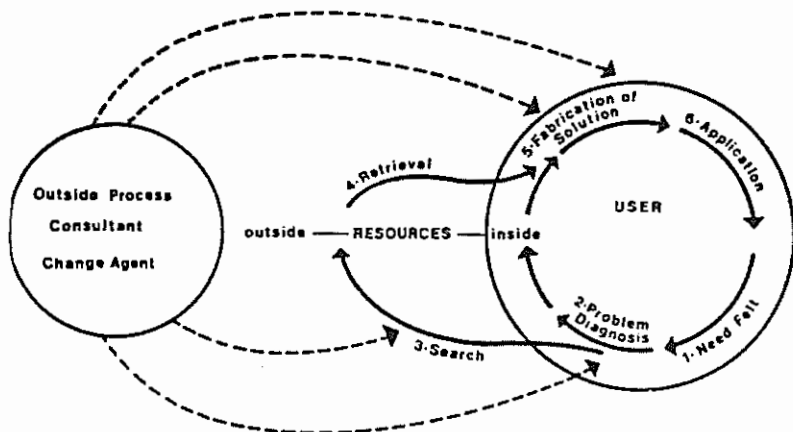 Outside Process
Consultant
Change Agent
outside — RESOURCES — inside
USER
1-Need Felt
2-Problem
Diagnosis
3-Search
4-Retrieval
5-Fabrication of
Solution
6-Application